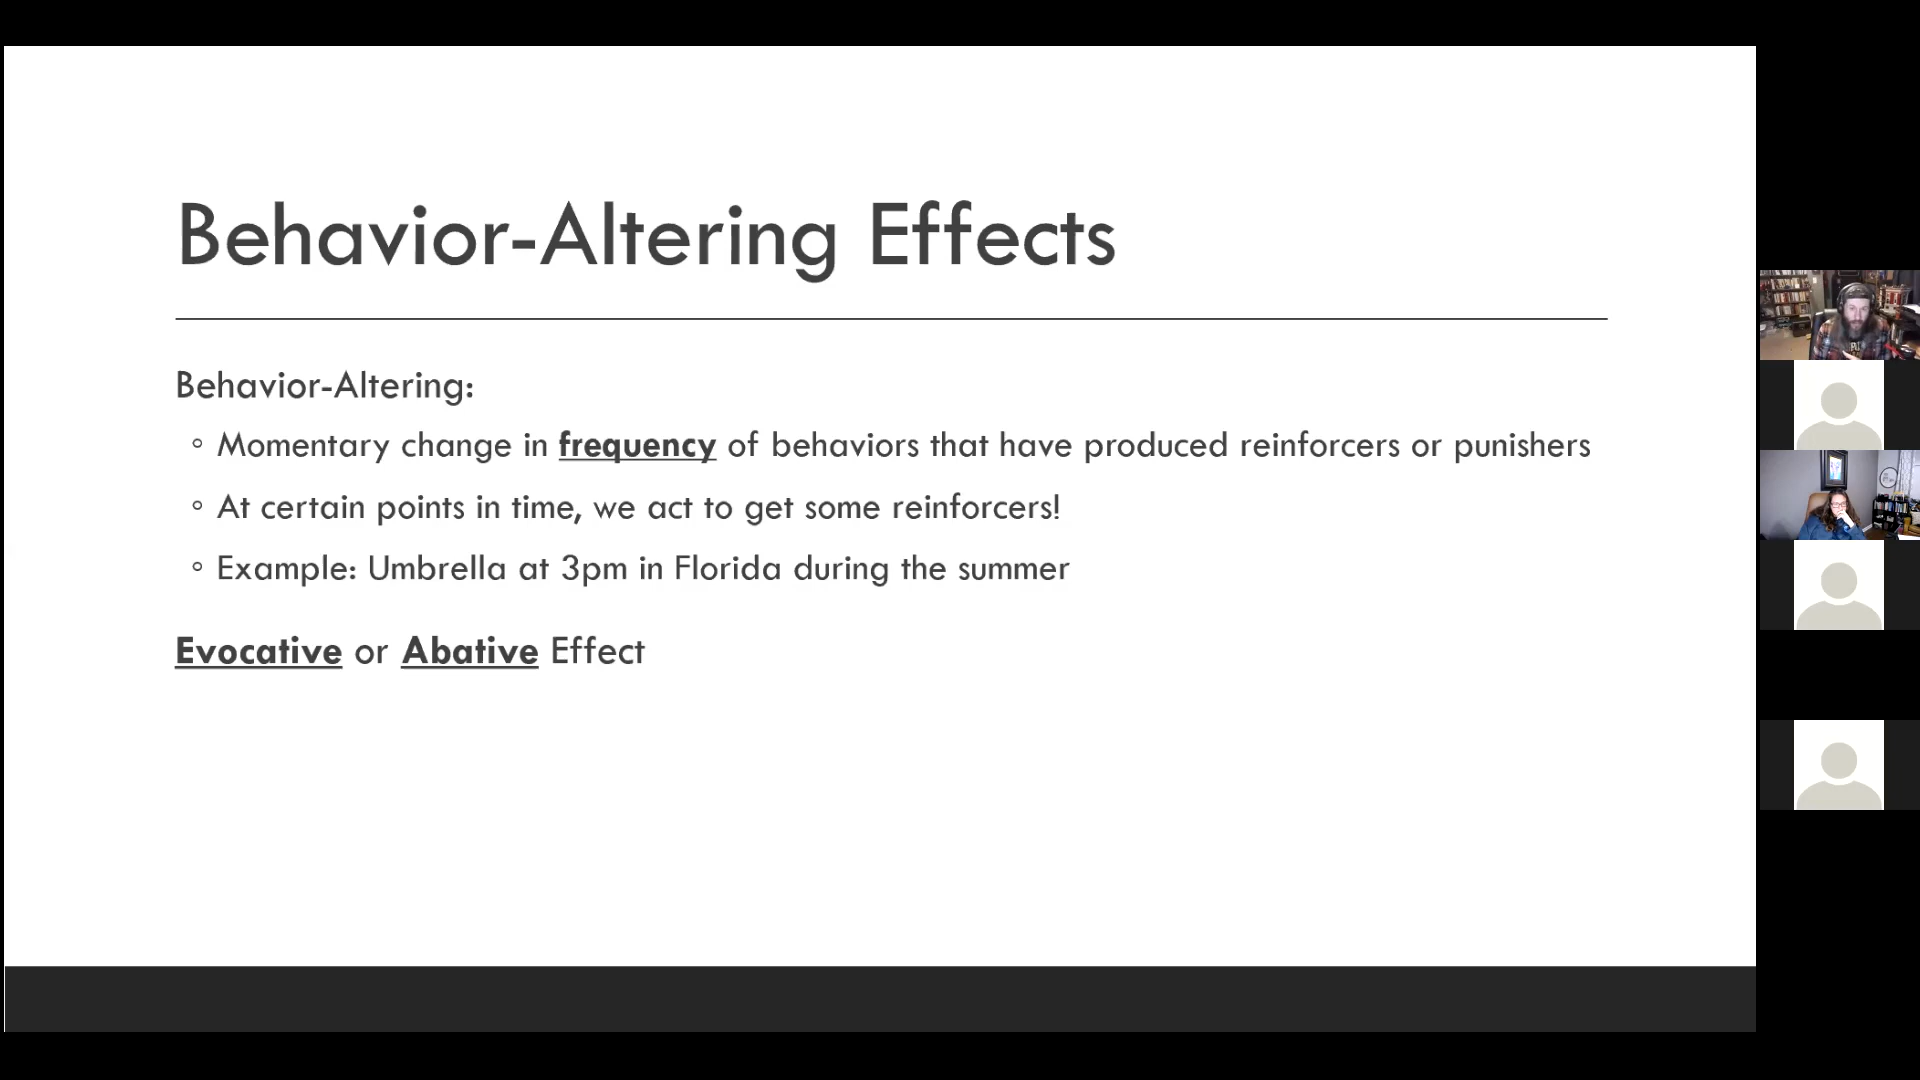 Behavior-Altering Effects
Behavior-Altering:
◦ Momentary change in frequency of behaviors that have produced reinforcers or punishers
◦ At certain points in time, we act to get some reinforcers!
◦ Example: Umbrella at 3pm in Florida during the summer
Evocative or Abative Effect